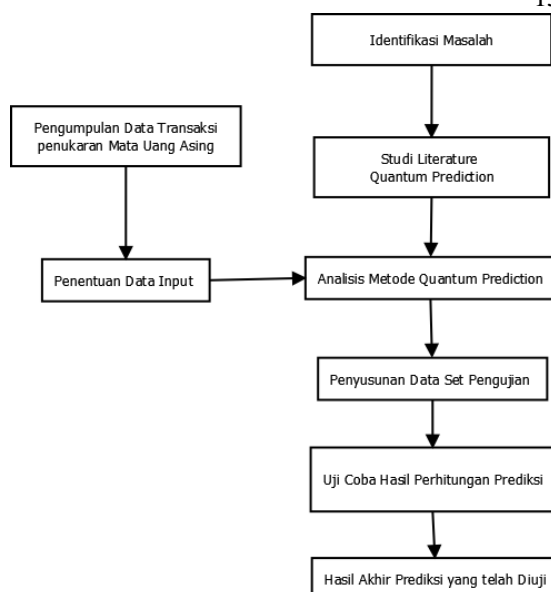 Identifikasi Masalah
Pengumpulan Data Transaksi
penukaran Mata Uang Asing
Studi Literature
Quantum Prediction
Penentuan Data Input
Analisis Metode Quantum Prediction
Penyusunan Data Set Pengujian
Uji Coba Hasil Perhitungan Prediksi
Hasil Akhir Prediksi yang telah Diuji